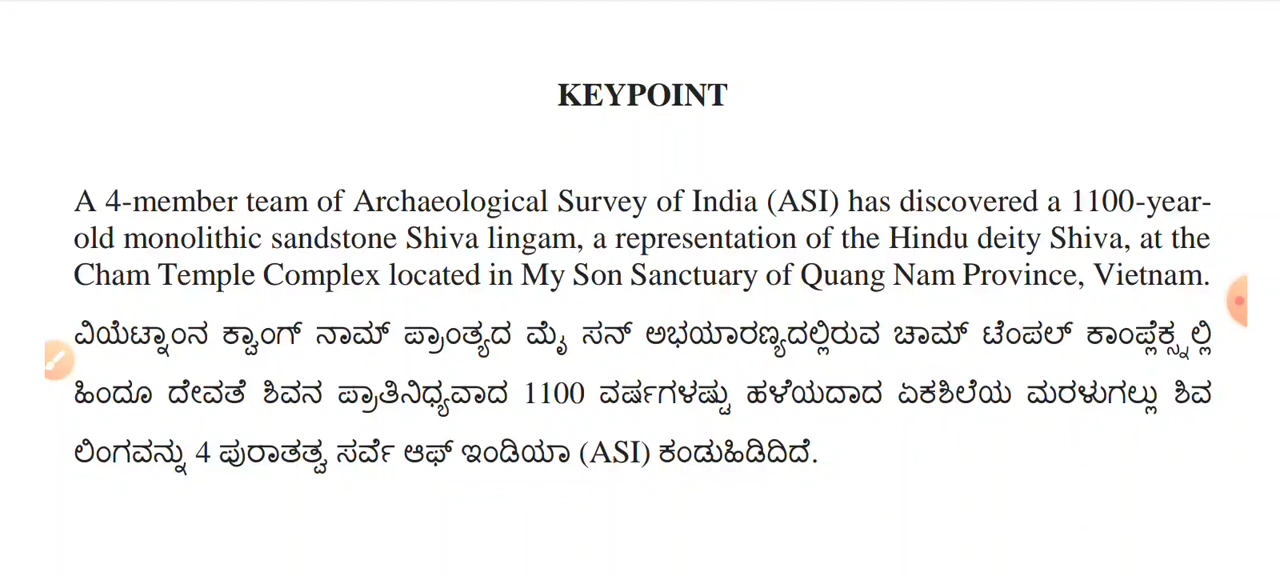 KEYPOINT
A 4-member team of Archaeological Survey of India (ASI) has discovered a 1100-year-
old monolithic sandstone Shiva lingam, a representation of the Hindu deity Shiva, at the
Cham Temple Complex located in My Son Sanctuary of Quang Nam Province, Vietnam.
ವಿಯೆಟ್ನಾಂನ ಕ್ವಾಂಗ್ ನಾಮ್ ಪ್ರಾಂತ್ಯದ ಮೈ ಸನ್ ಅಭಯಾರಣ್ಯದಲ್ಲಿರುವ ಚಾಮ್ ಟೆಂಪಲ್ ಕಾಂಪ್ಲೆಕ್ಸ್ನಲ್ಲಿ
ಹಿಂದೂ ದೇವತೆ ಶಿವನ ಪ್ರಾತಿನಿಧ್ಯವಾದ 1100 ವರ್ಷಗಳಷ್ಟು ಹಳೆಯದಾದ ಏಕಶಿಲೆಯ ಮರಳುಗಲ್ಲು ಶಿವ
ಲಿಂಗವನ್ನು 4 ಪುರಾತತ್ವ ಸರ್ವೆ ಆಫ್ ಇಂಡಿಯಾ (ASI) ಕಂಡುಹಿಡಿದಿದೆ.